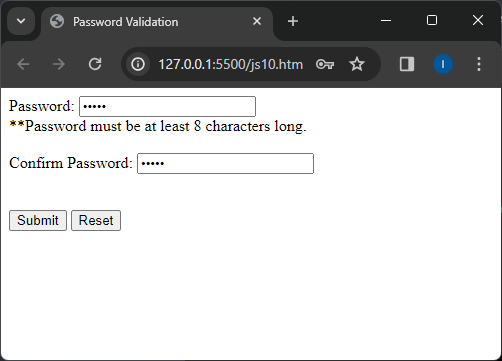 Password Validation
127.0.0.1:5500/js10.htm
I
Password: •••••
**Password must be at least 8 characters long.
Confirm Password: •••••
Submit Reset